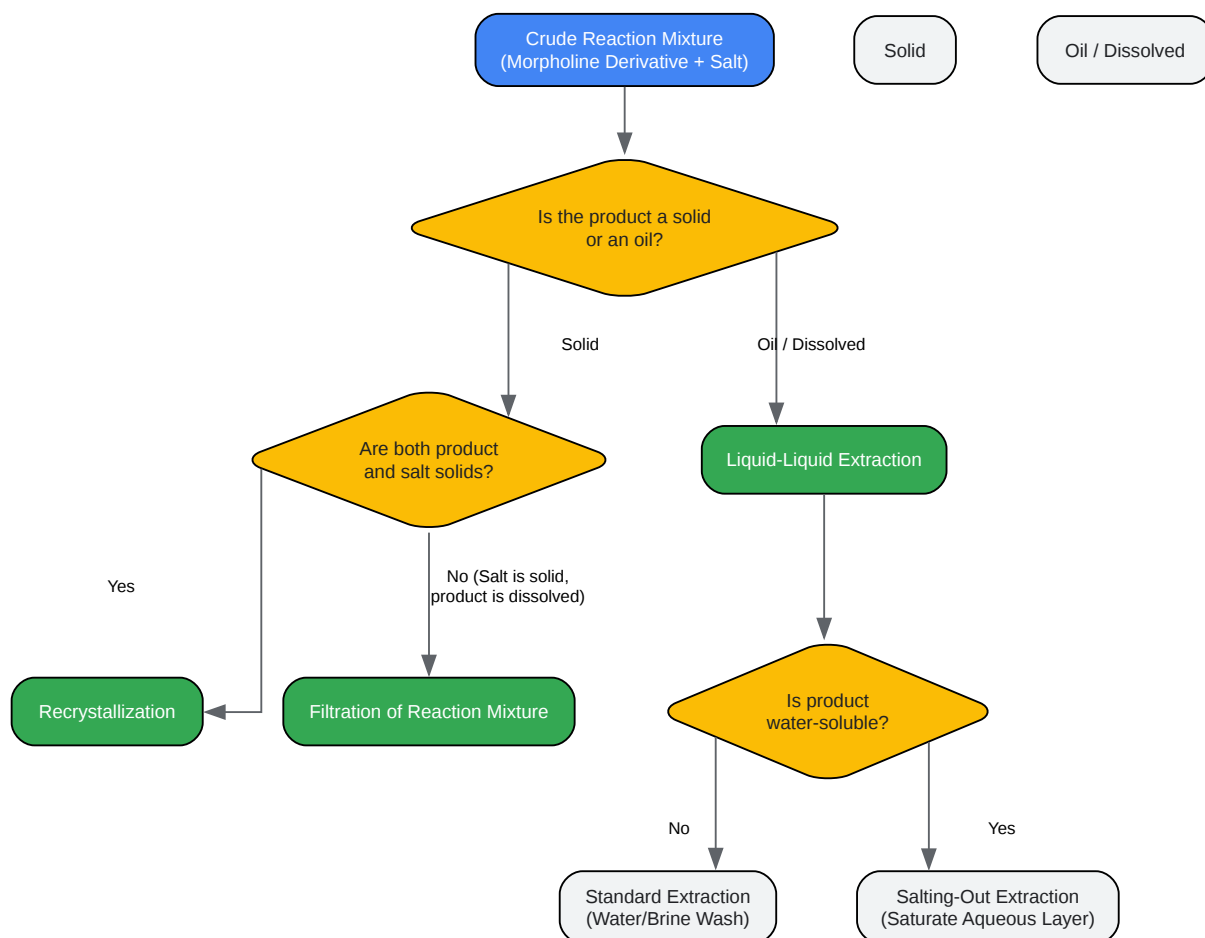 Crude Reaction Mixture
(Morpholine Derivative + Salt)
Solid
Oil / Dissolved
Is the product a solid
or an oil?
Solid
Oil / Dissolved
Are both product
and salt solids?
Liquid-Liquid Extraction
Yes
No (Salt is solid,
product is dissolved)
Recrystallization
Filtration of Reaction Mixture
Is product
water-soluble?
No
Yes
Standard Extraction
(Water/Brine Wash)
Salting-Out Extraction
(Saturate Aqueous Layer)